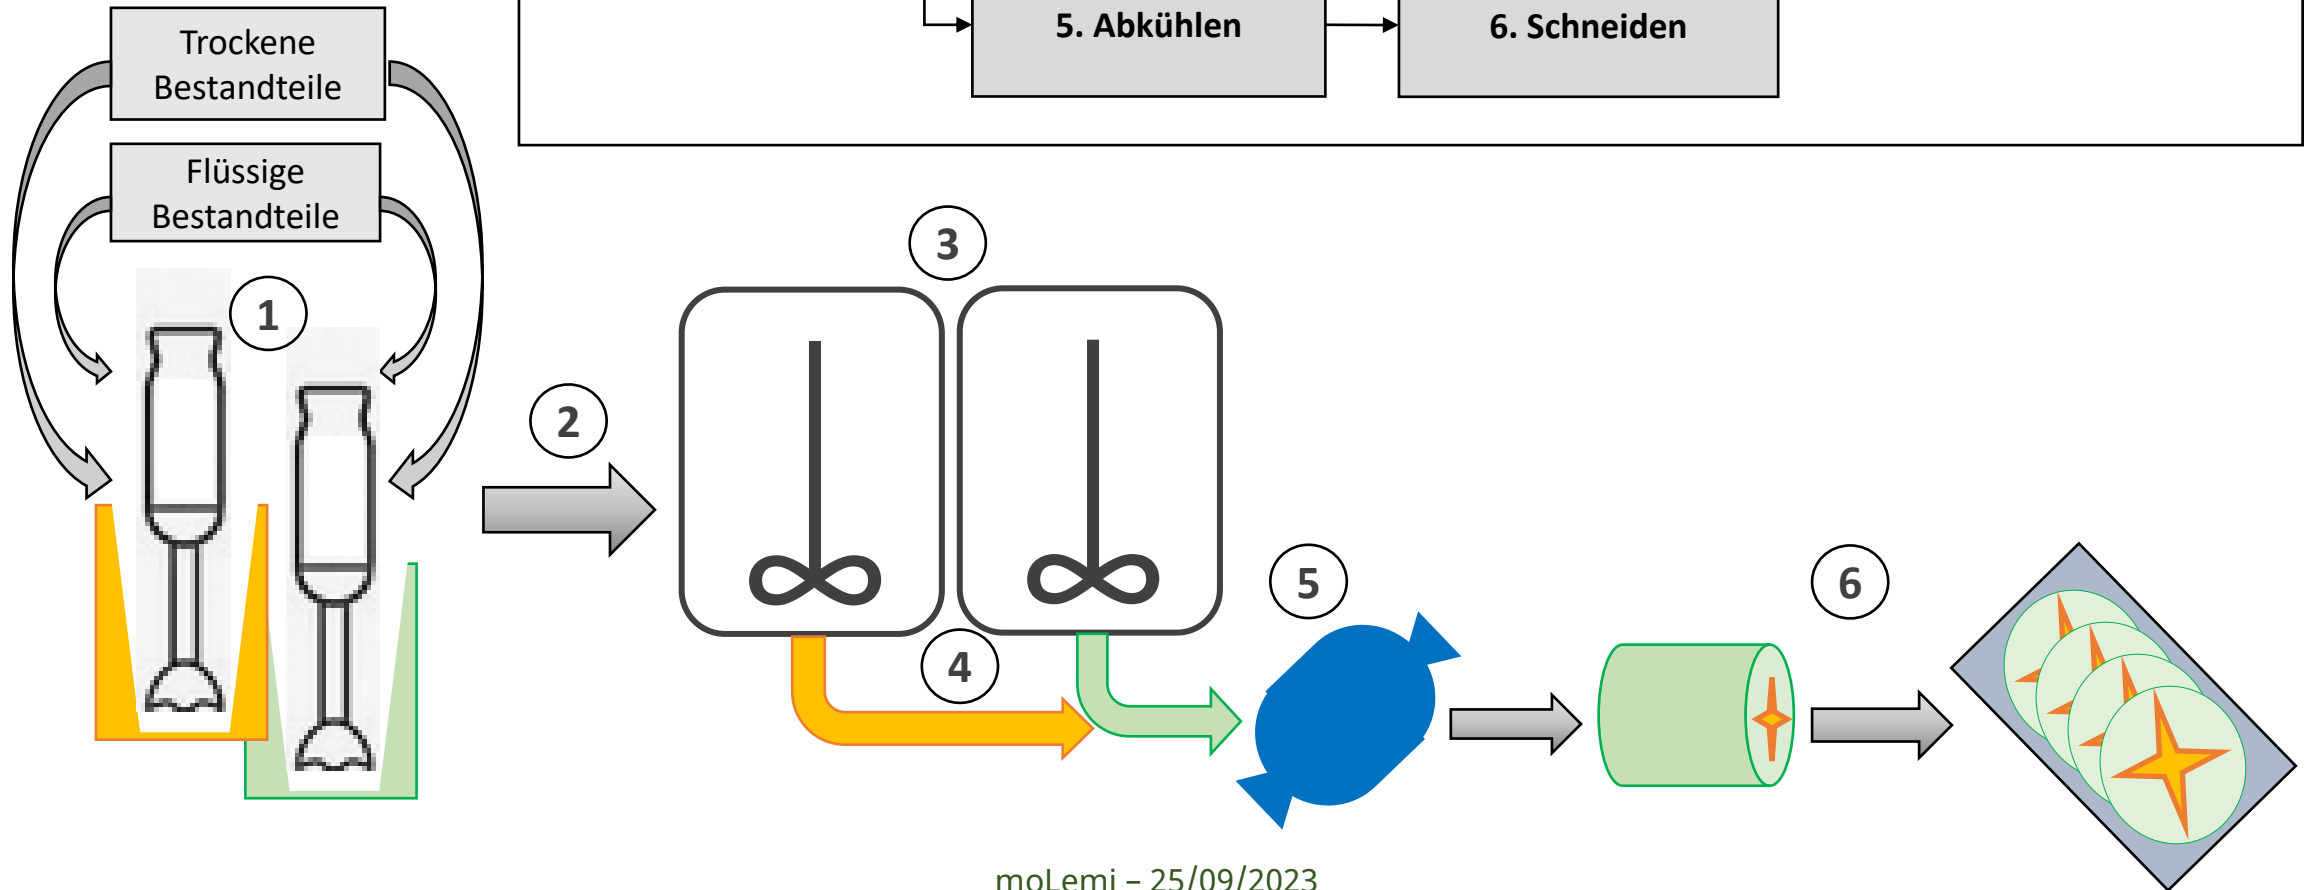 5. Abkühlen
6. Schneiden
Trockene
Bestandteile
Flüssige
Bestandteile
1
2
3
4
5
6
moLemi – 25/09/2023